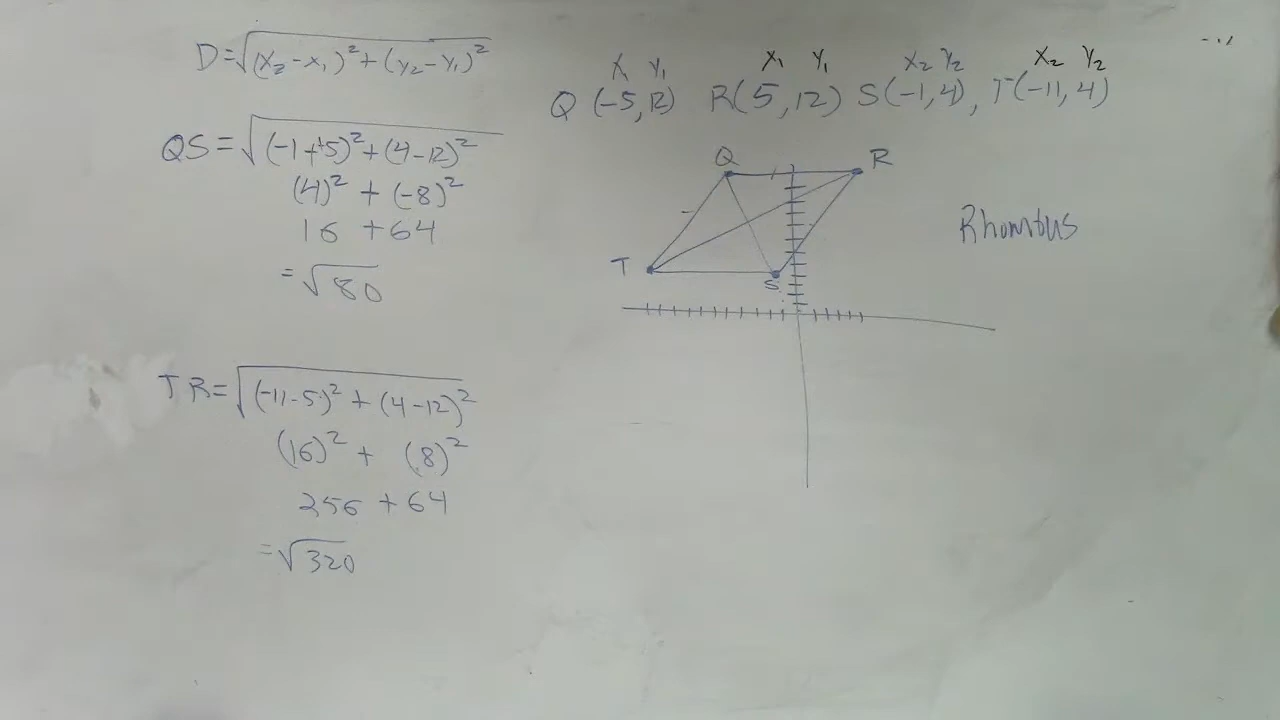 D=√(x₂-x₁)²+(y₂-y₁)²
X₁ Y₁ X₁ Y₁ X₂ Y₂ X₂ Y₂
Q (-5,12) R(5,12) S(-1,4), T(-11,4)
QS=√(-1+5)²+(4-12)²
(4)² + (-8)²
16 +64
=√80
TR=√(-11-5)²+(4-12)²
(16)² + (8)²
256 +64
=√320
Q R
T S
Rhombus